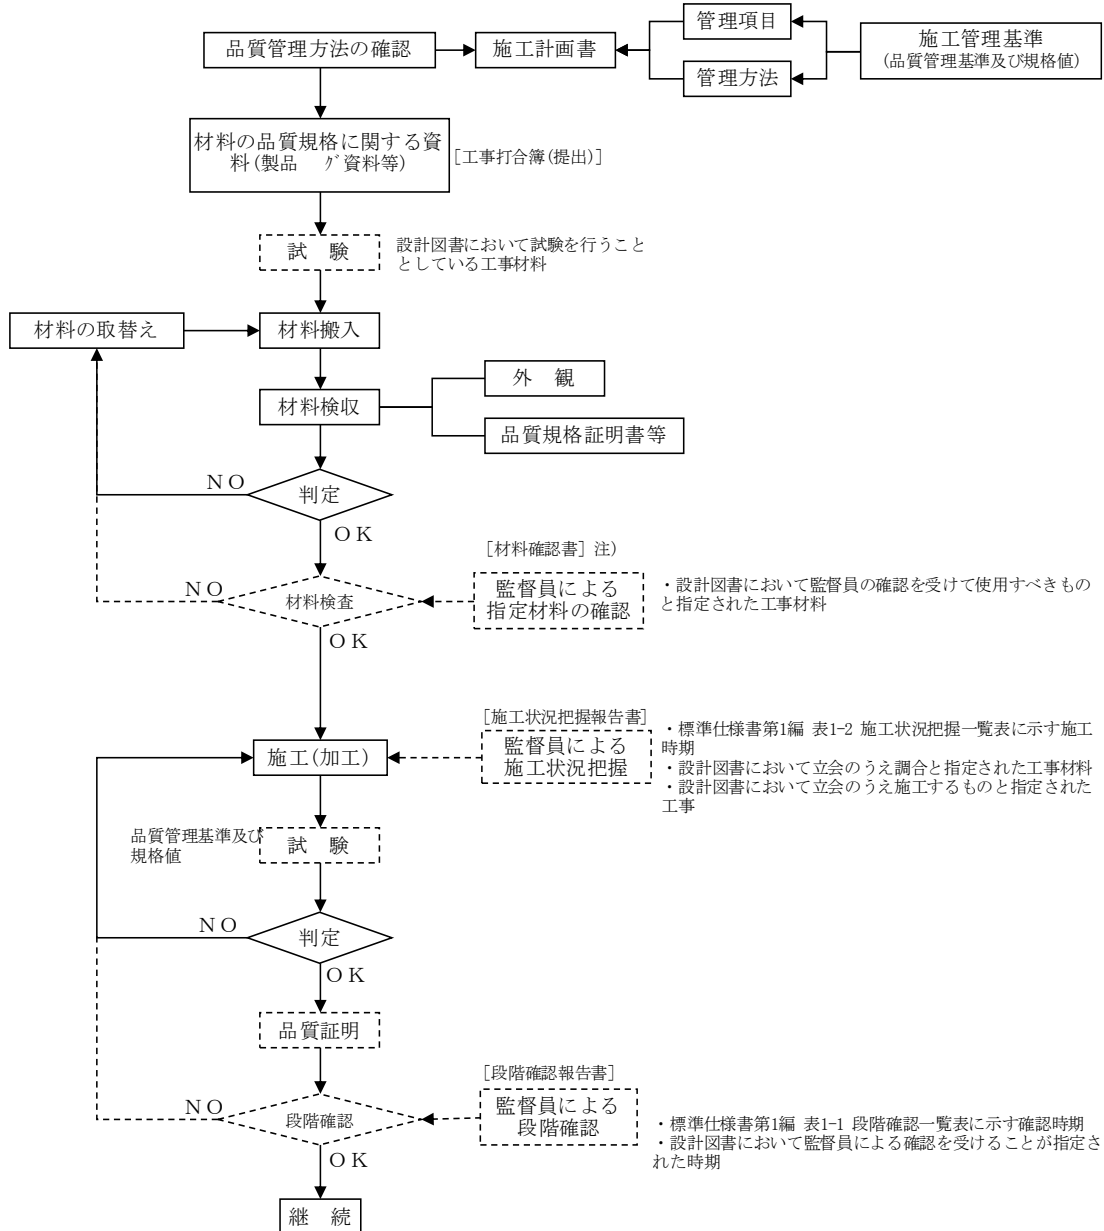 管理項目
品質管理方法の確認
施工計画書
施工管理基準
(品質管理基準及び規格値)
管理方法
材料の品質規格に関する資
料(製品 グ資料等)
[工事打合簿(提出)]
試 験
設計図書において試験を行うこと
としている工事材料
材料の取替え
材料搬入
外 観
材料検収
品質規格証明書等
NO
判定
OK
[材料確認書] 注)
NO
材料検査
監督員による
指定材料の確認
・設計図書において監督員の確認を受けて使用すべきもの
と指定された工事材料
OK
[施工状況把握報告書]
施工(加工)
監督員による
施工状況把握
・標準仕様書第1編 表1-2 施工状況把握一覧表に示す施工
時期
・設計図書において立会のうえ調合と指定された工事材料
・設計図書において立会のうえ施工するものと指定された
工事
品質管理基準及び
規格値
試 験
NO
判定
OK
品質証明
[段階確認報告書]
NO
段階確認
監督員による
段階確認
・標準仕様書第1編 表1-1 段階確認一覧表に示す確認時期
・設計図書において監督員による確認を受けることが指定さ
れた時期
OK
継 続